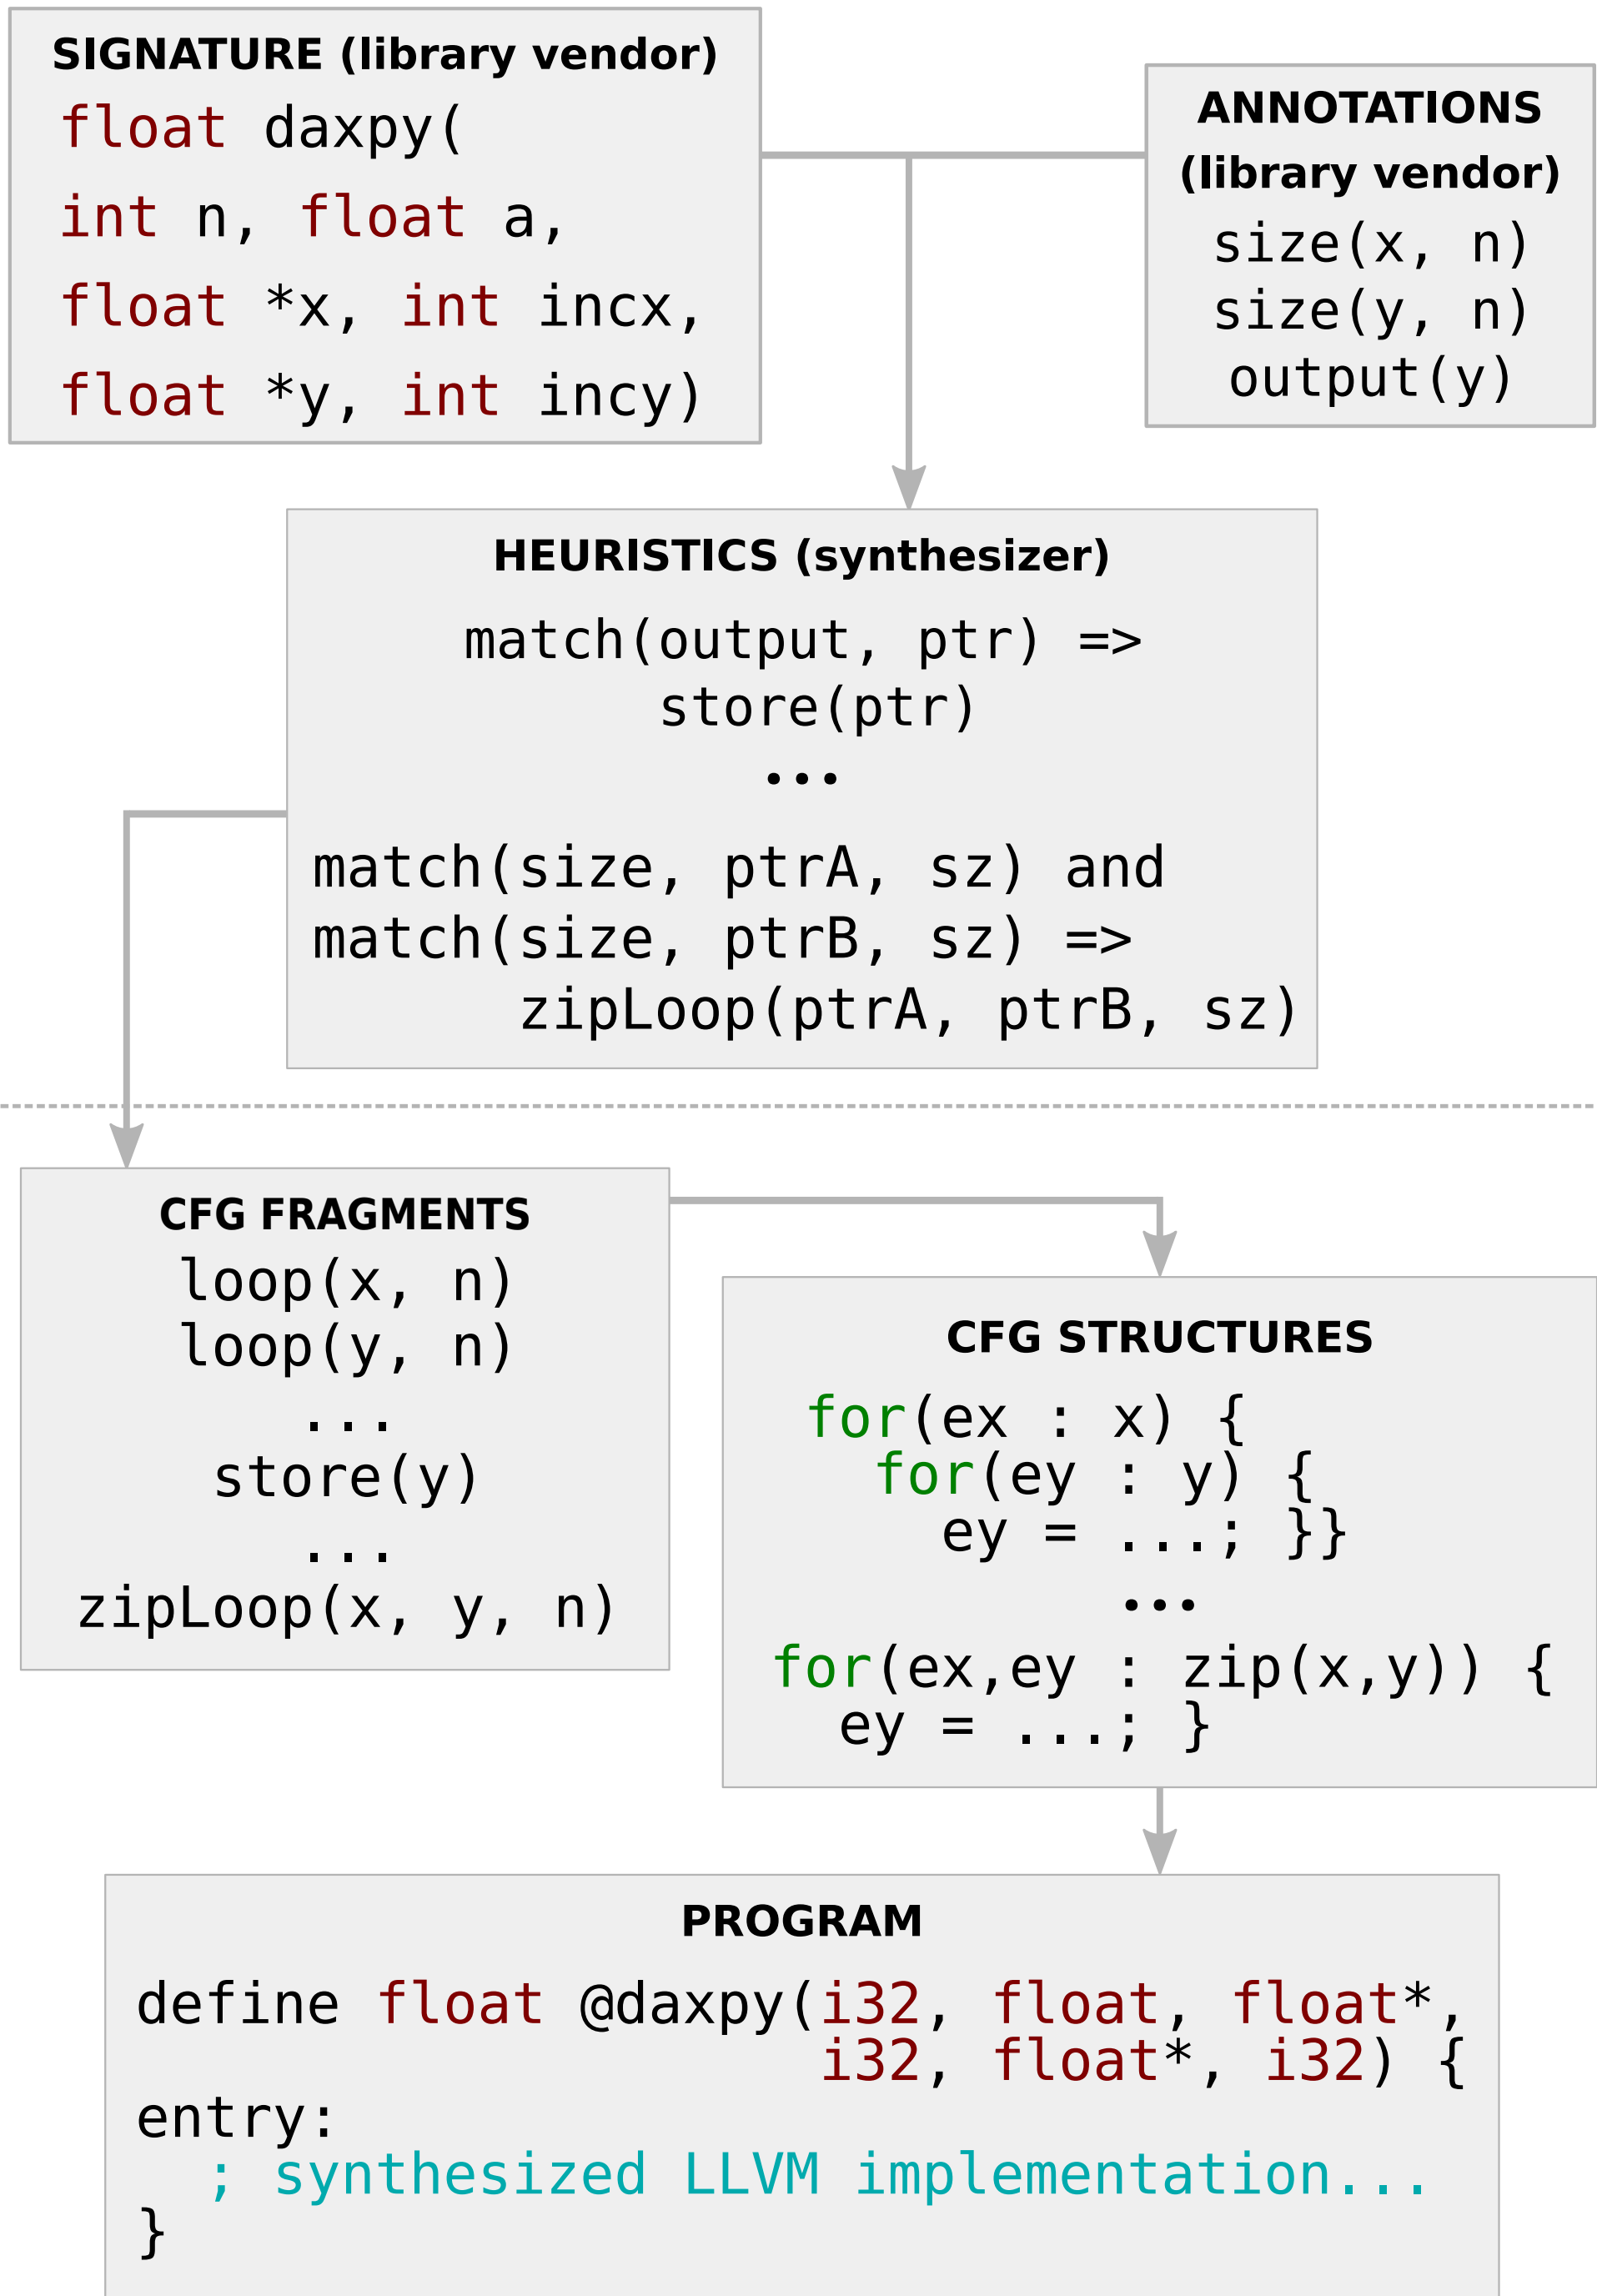 SIGNATURE (library vendor)
float daxpy(
int n, float a,
float *x, int incx,
float *y, int incy)
ANNOTATIONS
(library vendor)
size(x, n)
size(y, n)
output(y)
HEURISTICS (synthesizer)
match(output, ptr) =>
store(ptr)
...
match(size, ptrA, sz) and
match(size, ptrB, sz) =>
zipLoop(ptrA, ptrB, sz)
CFG FRAGMENTS
loop(x, n)
loop(y, n)
...
store(y)
...
zipLoop(x, y, n)
CFG STRUCTURES
for(ex : x) {
for(ey : y) {
ey = ...; }}
...
for(ex,ey : zip(x,y)) {
ey = ...; }
PROGRAM
define float @daxpy(i32, float, float*,
i32, float*, i32) {
entry:
; synthesized LLVM implementation...
}